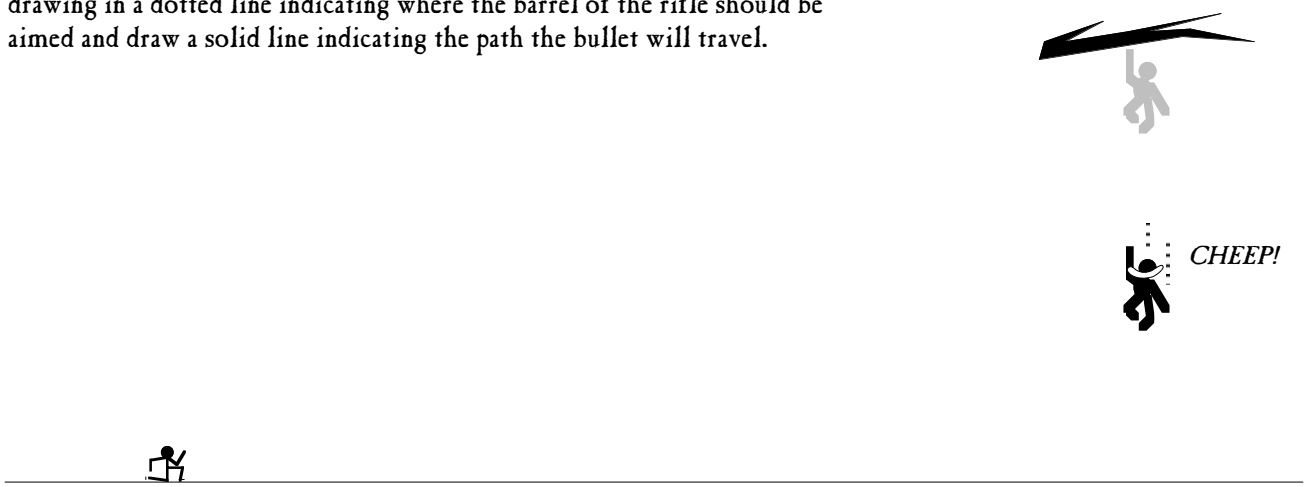 drawing in a dotted line indicating where the barrel of the rifle should be
aimed and draw a solid line indicating the path the bullet will travel.
CHEEP!